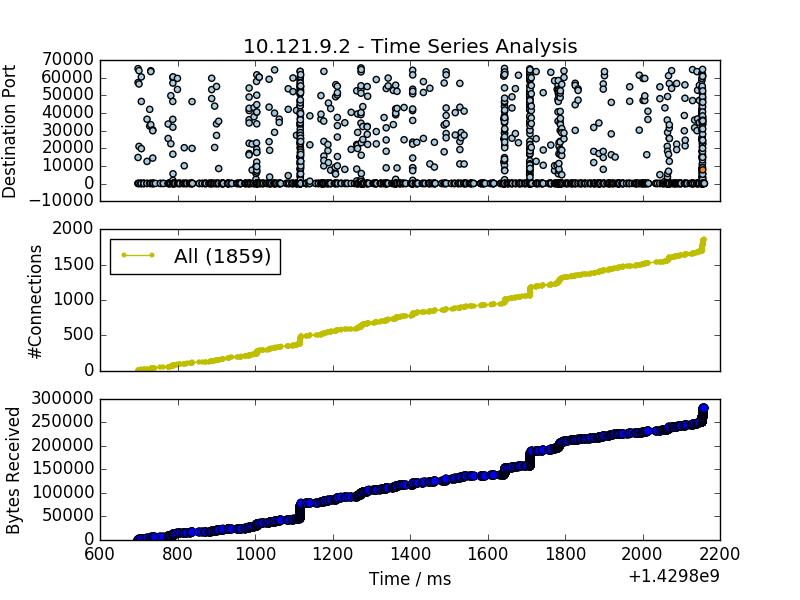 10.121.9.2 - Time Series Analysis
70000
60000
50000
40000
30000
20000
10000
0
−10000
Destination Port
2000
1500
1000
500
0
#Connections
All (1859)
300000
250000
200000
150000
100000
50000
0
Bytes Received
600 800 1000 1200 1400 1600 1800 2000 2200
Time / ms
+1.4298e9